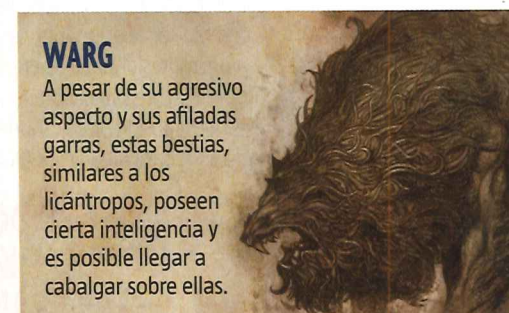 WARG
A pesar de su agresivo
aspecto y sus afiladas
garras, estas bestias,
similares a los
licántropos, poseen
cierta inteligencia y
es posible llegar a
cabalgar sobre ellas.